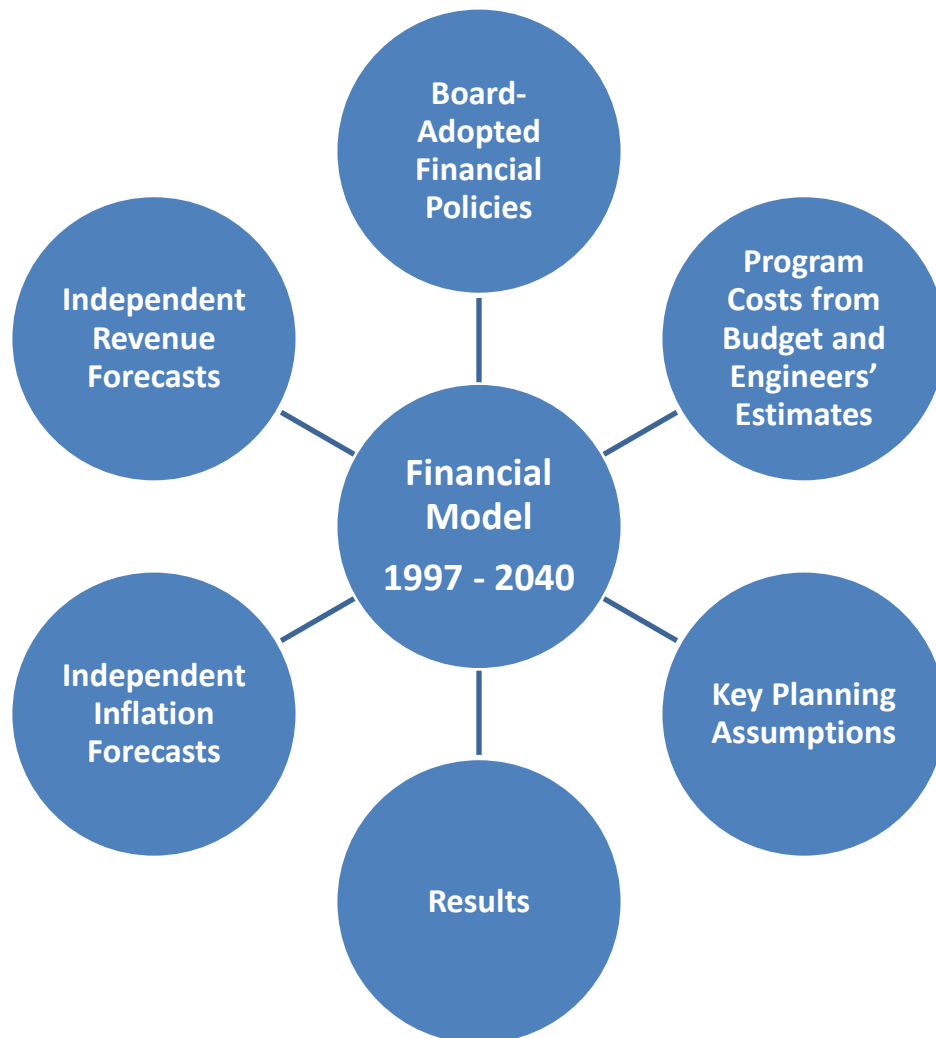 Board-
Adopted
Financial
Policies
Program
Costs from
Budget and
Engineers’
Estimates
Independent
Revenue
Forecasts
Financial
Model
1997 - 2040
Independent
Inflation
Forecasts
Key Planning
Assumptions
Results